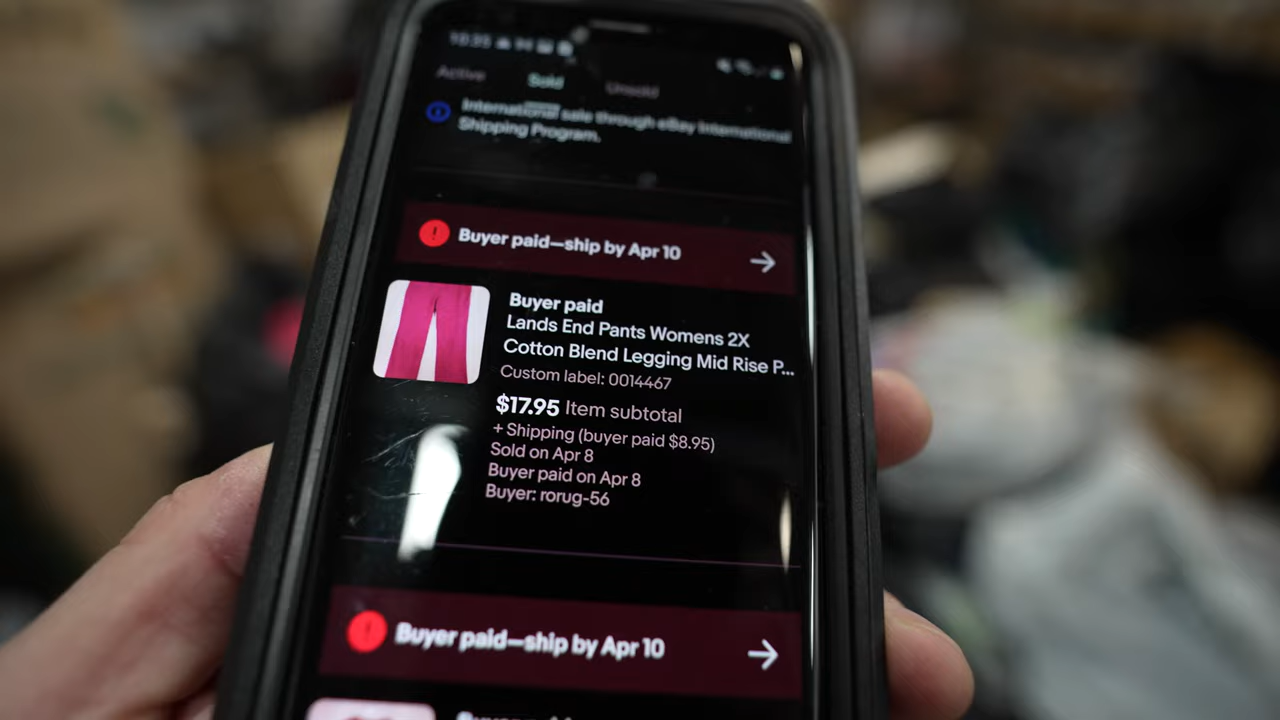 10:35
Active Sold Unsold
International sale through eBay International
Shipping Program.
Buyer paid—ship by Apr 10
Buyer paid
Lands End Pants Womens 2X
Cotton Blend Legging Mid Rise P...
Custom label: 0014467
$17.95 Item subtotal
+ Shipping (buyer paid $8.95)
Sold on Apr 8
Buyer paid on Apr 8
Buyer: rorug-56
Buyer paid—ship by Apr 10